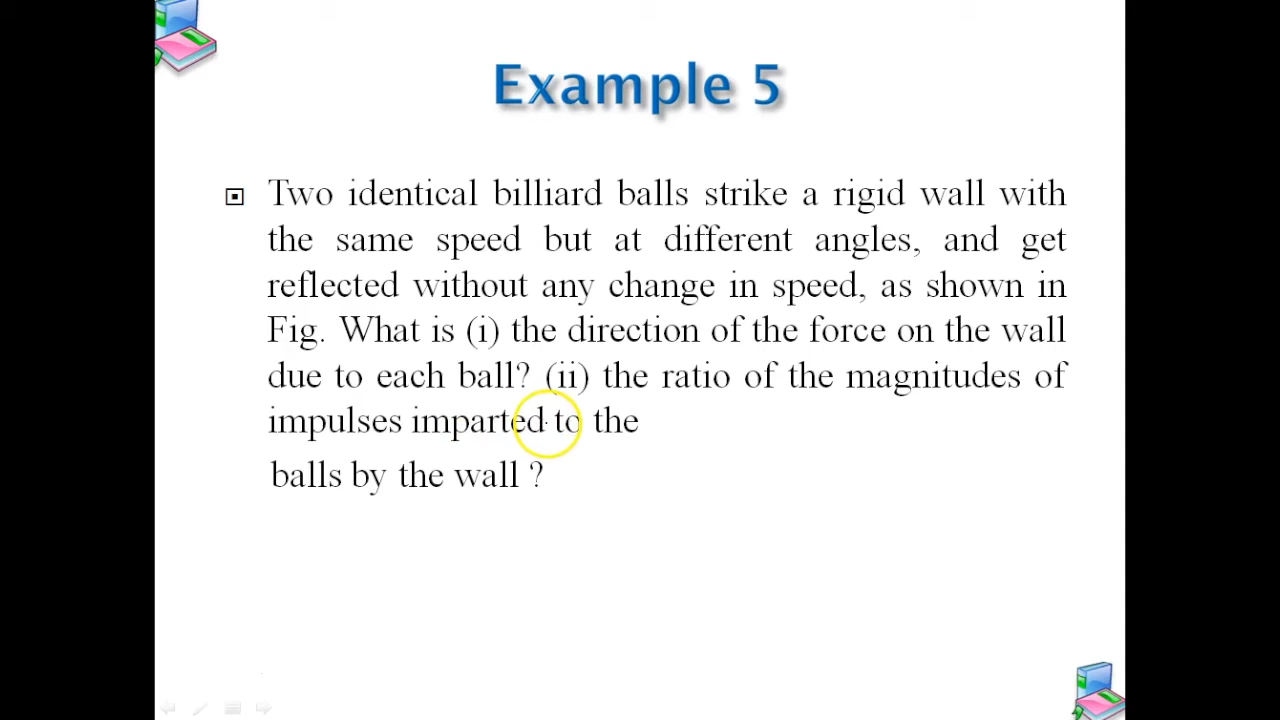 Example 5
Two identical billiard balls strike a rigid wall with
the same speed but at different angles, and get
reflected without any change in speed, as shown in
Fig. What is (i) the direction of the force on the wall
due to each ball? (ii) the ratio of the magnitudes of
impulses imparted to the
balls by the wall ?